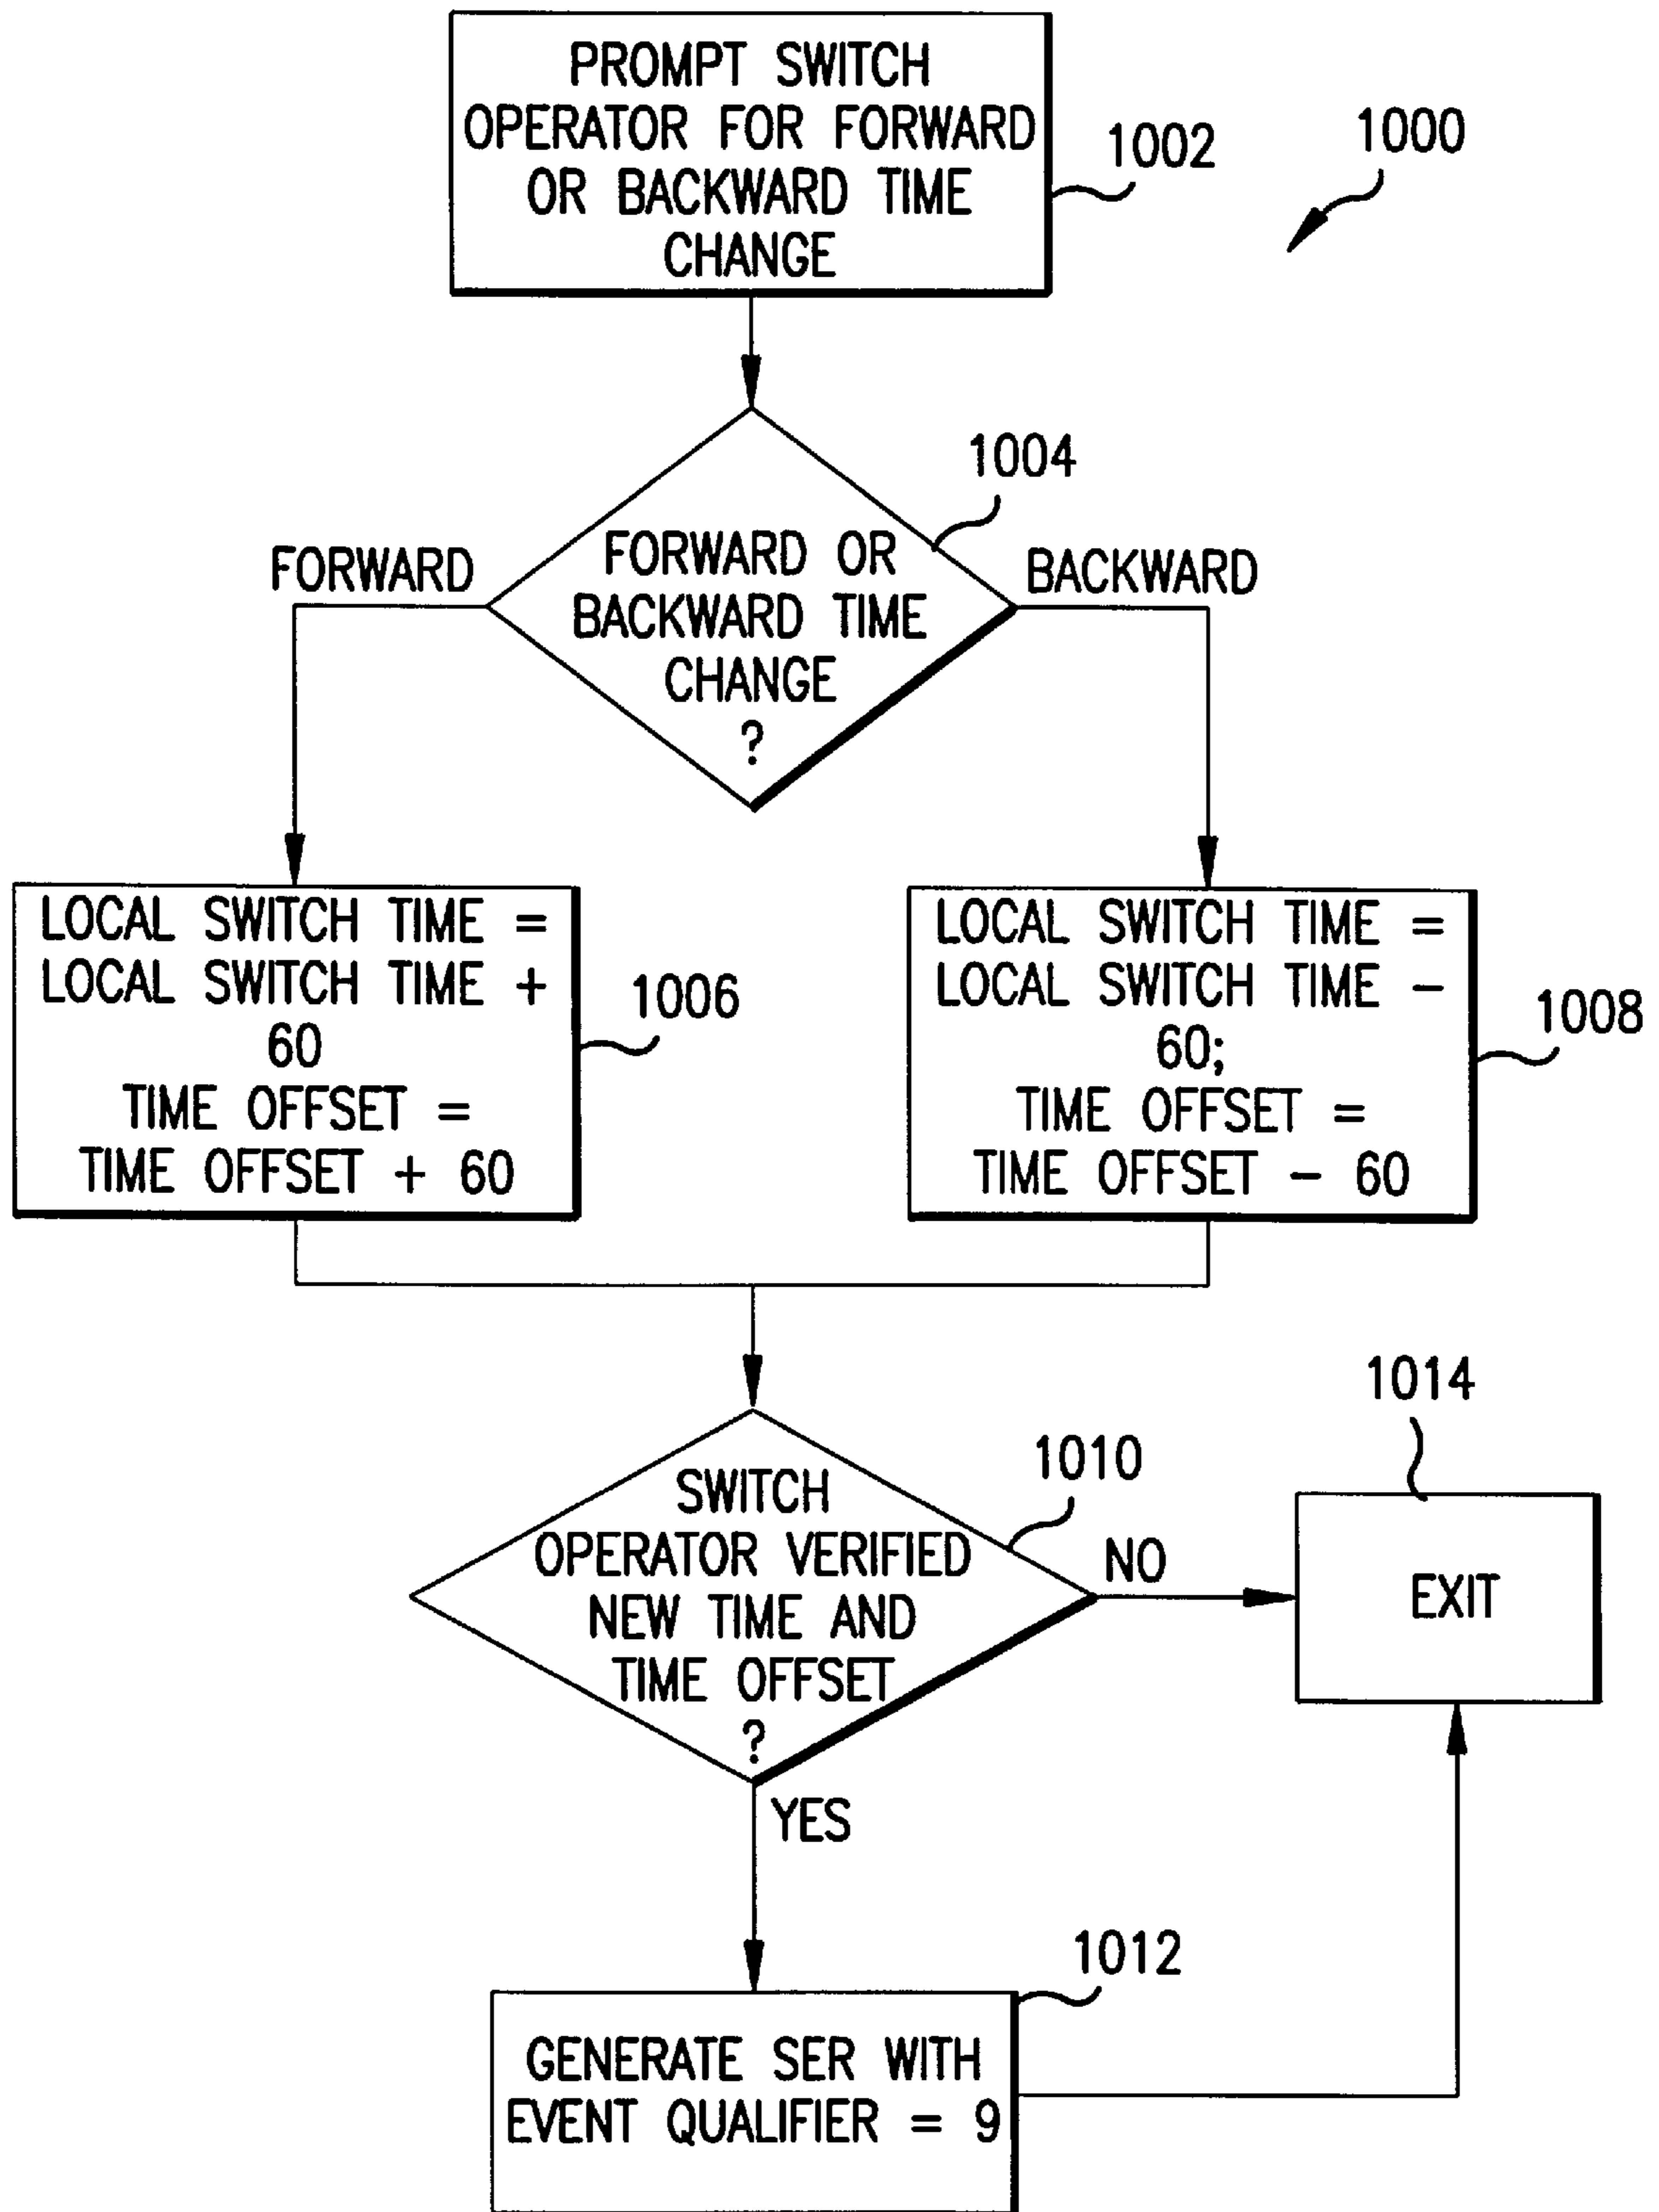 PROMPT SWITCH
OPERATOR FOR FORWARD
OR BACKWARD TIME
CHANGE
1002
1000
1004
FORWARD OR
BACKWARD TIME
CHANGE
?
FORWARD
BACKWARD
LOCAL SWITCH TIME =
LOCAL SWITCH TIME +
60
TIME OFFSET =
TIME OFFSET + 60
1006
LOCAL SWITCH TIME =
LOCAL SWITCH TIME -
60;
TIME OFFSET =
TIME OFFSET - 60
1008
SWITCH
OPERATOR VERIFIED
NEW TIME AND
TIME OFFSET
?
1010
NO
1014
EXIT
YES
1012
GENERATE SER WITH
EVENT QUALIFIER = 9